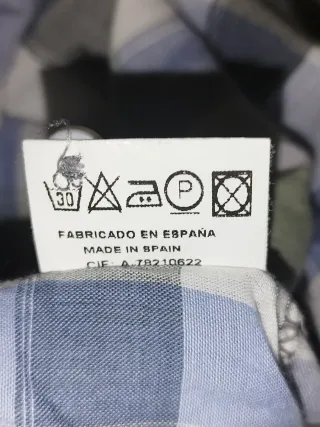 30 P
FABRICADO EN ESPAÑA
MADE IN SPAIN
CIF: A-78210622